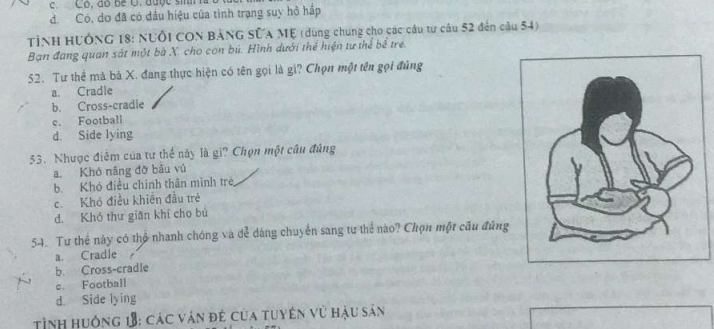 c. Có, do bé U. được sinh
d. Có, do đã có dấu hiệu của tình trạng suy hô hấp
TÌNH HUỐNG 18: NUÔI CON BẰNG SỮA MẸ (dùng chung cho các câu từ câu 52 đến câu 54)
Bạn đang quan sát một bà X. cho con bú. Hình dưới thể hiện tư thế bế trẻ.
52. Tư thế mà bà X. đang thực hiện có tên gọi là gì? Chọn một tên gọi đúng
a. Cradle
b. Cross-cradle
c. Football
d. Side lying
53. Nhược điểm của tư thế này là gì? Chọn một câu đúng
a. Khó nâng đỡ bầu vú
b. Khó điều chỉnh thân mình trẻ
c. Khó điều khiển đầu trẻ
d. Khó thư giãn khi cho bú
54. Tư thế này có thể nhanh chóng và dễ dàng chuyển sang tư thế nào? Chọn một câu đúng
a. Cradle
b. Cross-cradle
c. Football
d. Side lying
TÌNH HUỐNG 19: CÁC VẤN ĐỀ CỦA TUYẾN VÚ HẬU SẢN